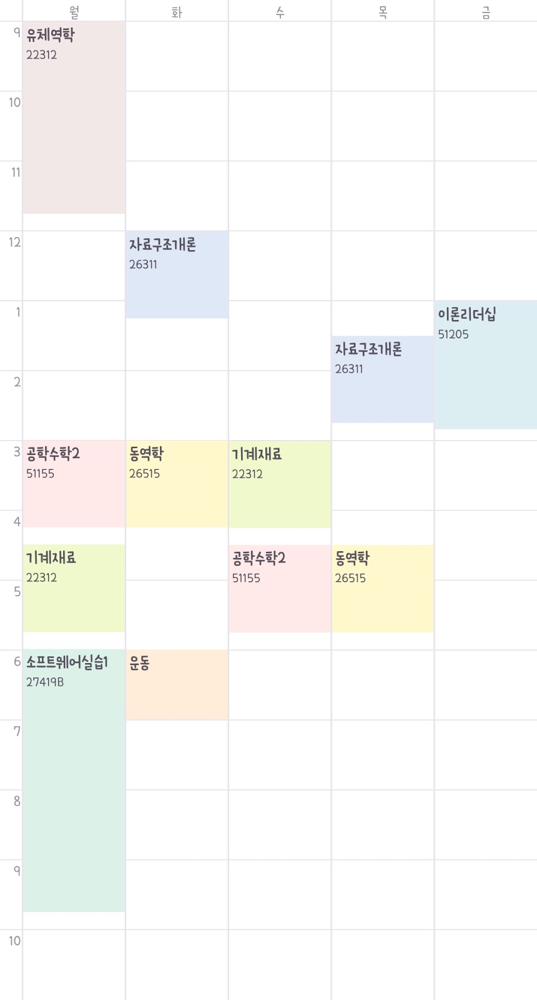 월 화 수 목 금
9
유체역학
22312
10
11
12
자료구조개론
26311
1
이론리더십
51205
자료구조개론
26311
2
3
공학수학2
51155
동역학
26515
기계재료
22312
4
기계재료
22312
공학수학2
51155
동역학
26515
5
6
소프트웨어실습1
27419B
운동
7
8
9
10